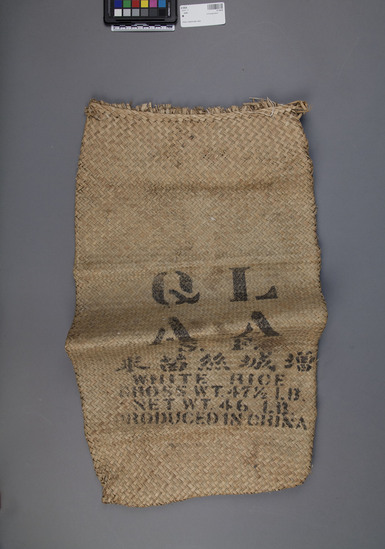 Q L
A A
增城絲苗米
WHITE RICE
GROSS WT. 47½ LB.
NET WT. 46 LB.
PRODUCED IN CHINA